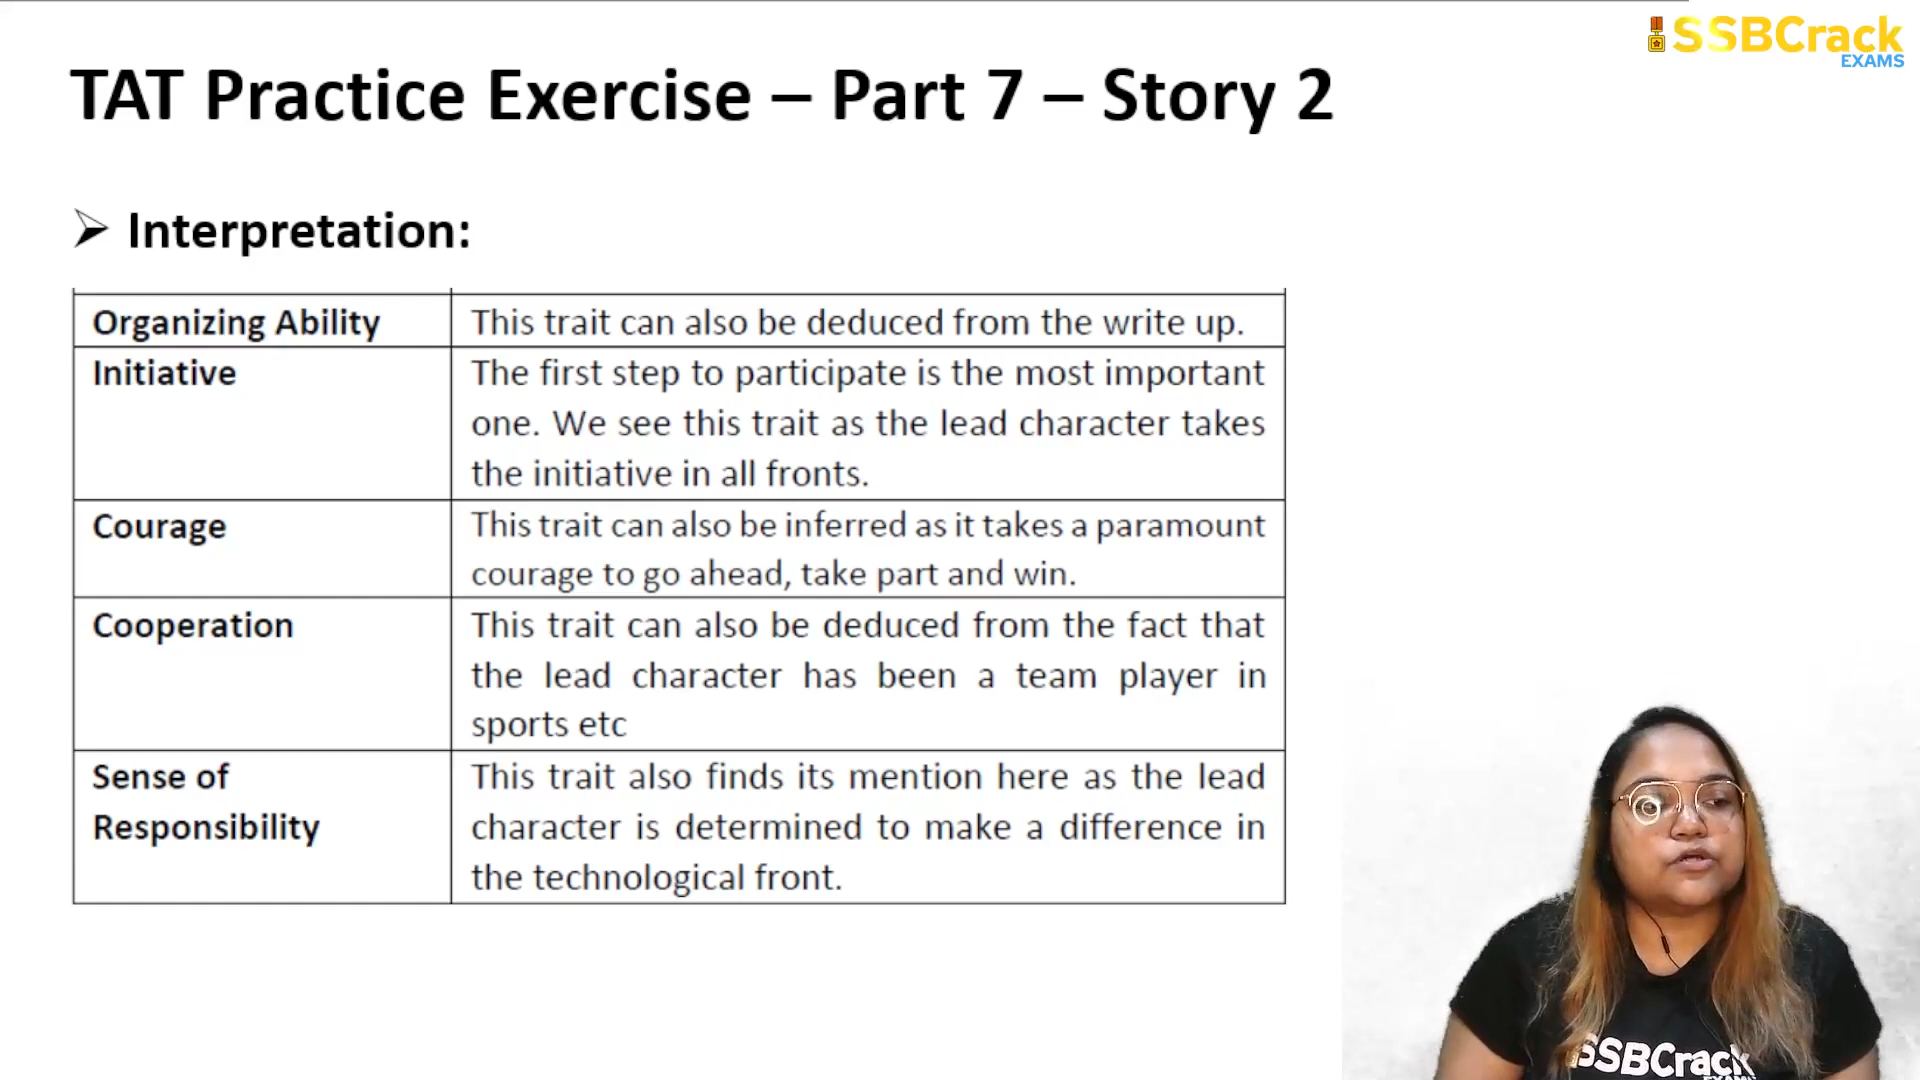 SSBCrack
EXAMS
TAT Practice Exercise – Part 7 – Story 2
Interpretation:
Organizing Ability
This trait can also be deduced from the write up.
Initiative
The first step to participate is the most important
one. We see this trait as the lead character takes
the initiative in all fronts.
Courage
This trait can also be inferred as it takes a paramount
courage to go ahead, take part and win.
Cooperation
This trait can also be deduced from the fact that
the lead character has been a team player in
sports etc
Sense of
Responsibility
This trait also finds its mention here as the lead
character is determined to make a difference in
the technological front.
SSBCrack
EXAMS